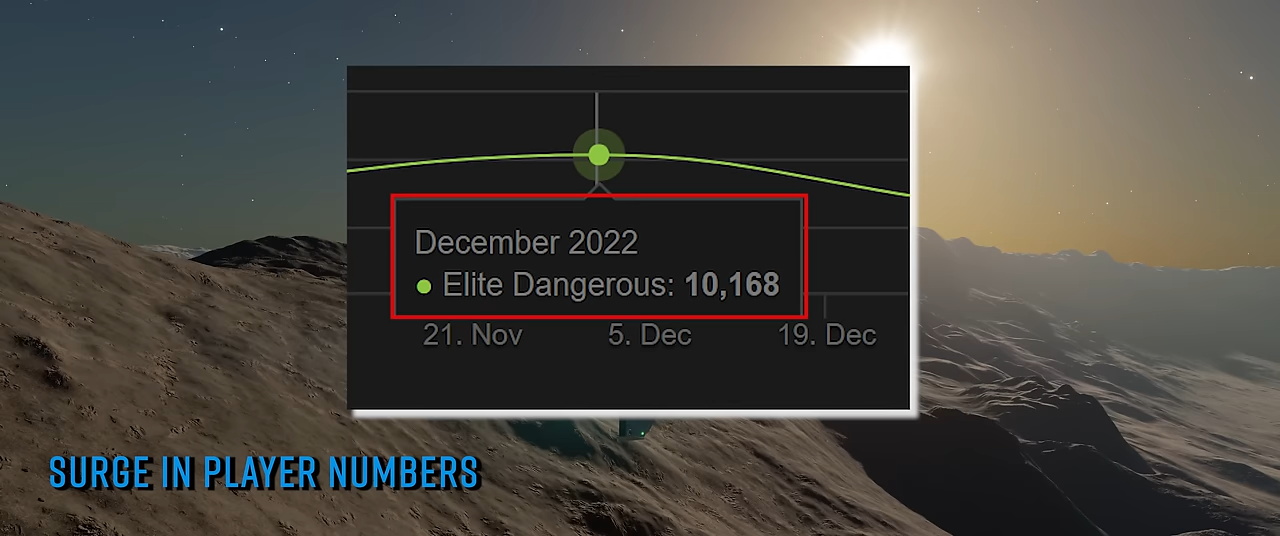 December 2022
Elite Dangerous: 10,168
21. Nov 5. Dec 19. Dec
SURGE IN PLAYER NUMBERS